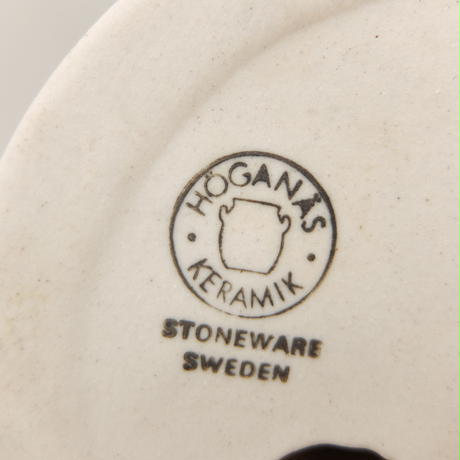 HÖGANÄS
KERAMIK
STONEWARE
SWEDEN